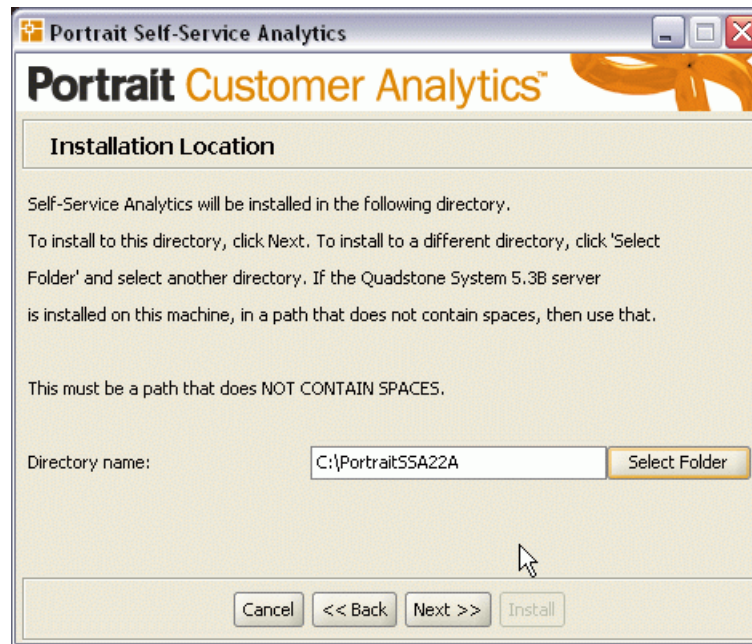 Portrait Self-Service Analytics
Portrait Customer Analytics™
Installation Location
Self-Service Analytics will be installed in the following directory.
To install to this directory, click Next. To install to a different directory, click 'Select
Folder' and select another directory. If the Quadstone System 5.3B server
is installed on this machine, in a path that does not contain spaces, then use that.
This must be a path that does NOT CONTAIN SPACES.
Directory name: C:\PortraitSSA22A Select Folder
Cancel << Back Next >> Install